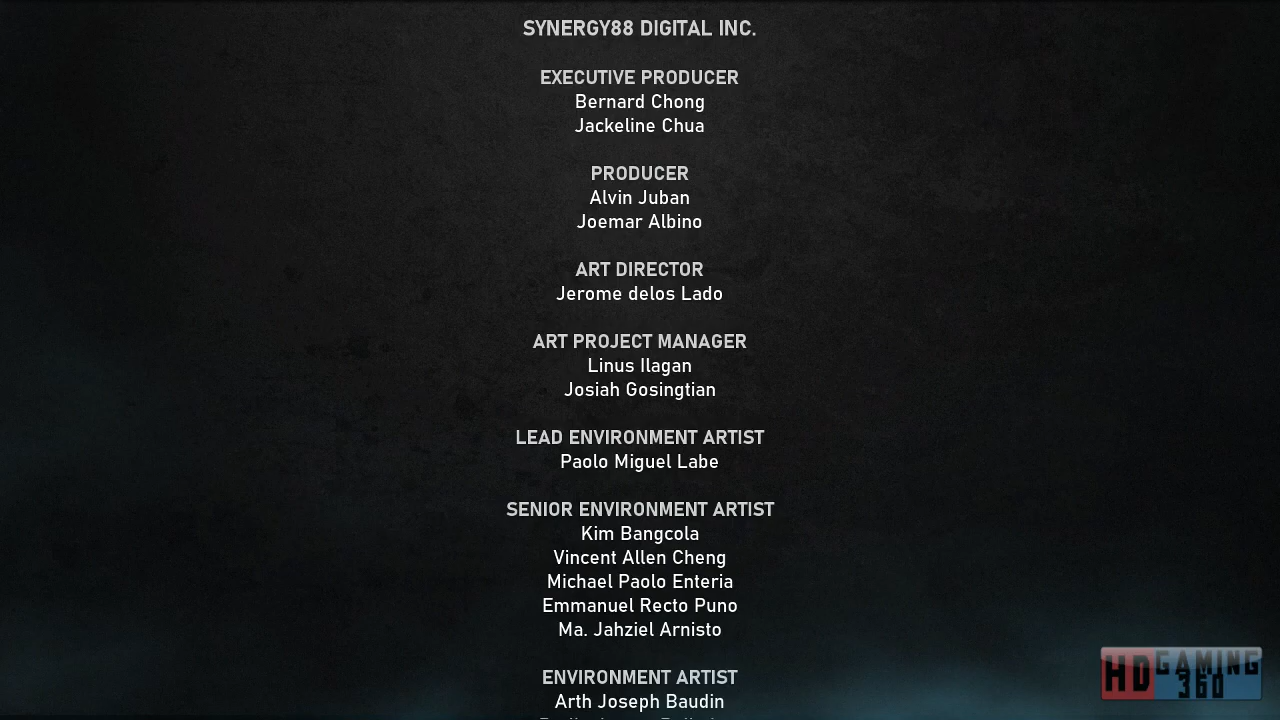 SYNERGY88 DIGITAL INC.
EXECUTIVE PRODUCER
Bernard Chong
Jackeline Chua
PRODUCER
Alvin Juban
Joemar Albino
ART DIRECTOR
Jerome delos Lado
ART PROJECT MANAGER
Linus Ilagan
Josiah Gosingtian
LEAD ENVIRONMENT ARTIST
Paolo Miguel Labe
SENIOR ENVIRONMENT ARTIST
Kim Bangcola
Vincent Allen Cheng
Michael Paolo Enteria
Emmanuel Recto Puno
Ma. Jahziel Arnisto
ENVIRONMENT ARTIST
Arth Joseph Baudin
HD GAMING
360